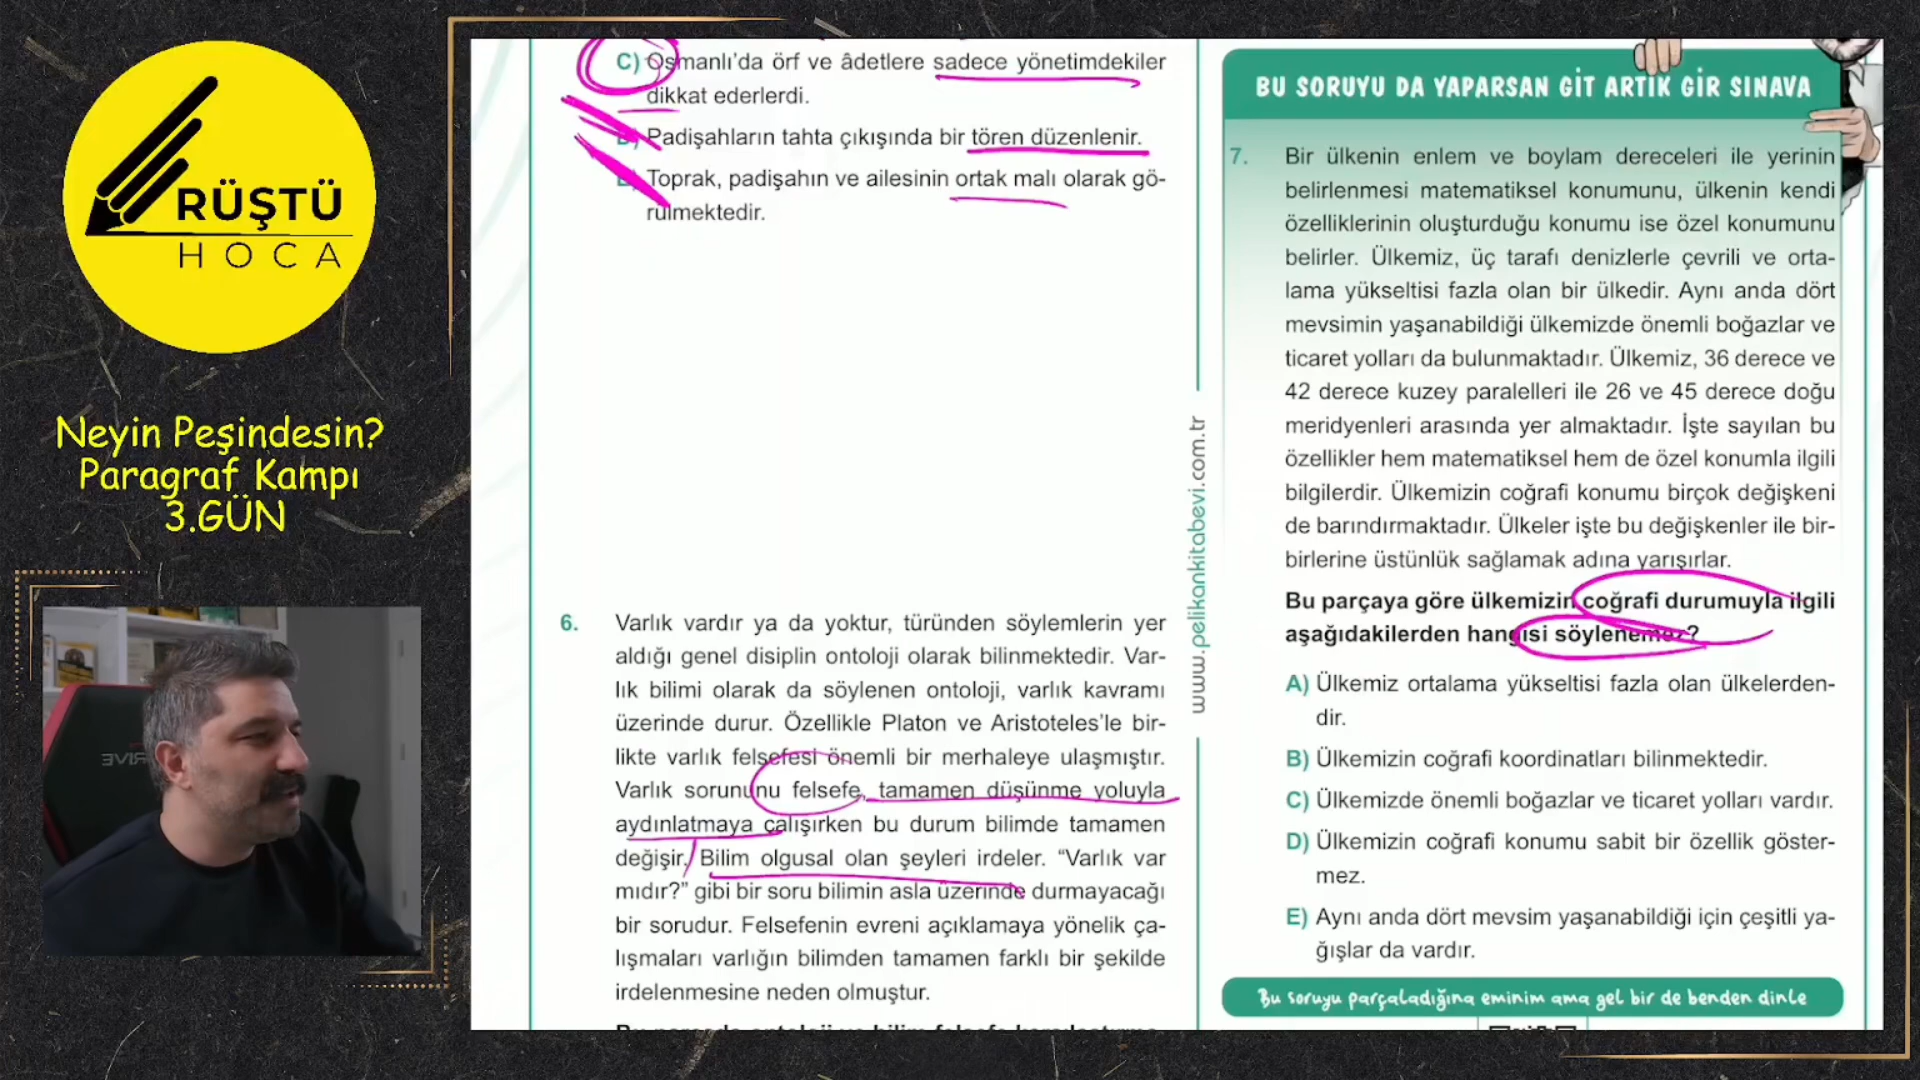 RÜŞTÜ
HOCA
Neyin Peşindesin?
Paragraf Kampı
3.GÜN
C) Osmanlı'da örf ve âdetlere sadece yönetimdekiler
dikkat ederlerdi.
Padişahların tahta çıkışında bir tören düzenlenir.
Toprak, padişahın ve ailesinin ortak malı olarak gö-
rülmektedir.
6. Varlık vardır ya da yoktur, türünden söylemlerin yer
aldığı genel disiplin ontoloji olarak bilinmektedir. Var-
lık bilimi olarak da söylenen ontoloji, varlık kavramı
üzerinde durur. Özellikle Platon ve Aristoteles'le bir-
likte varlık felsefesi önemli bir merhaleye ulaşmıştır.
Varlık sorununu felsefe, tamamen düşünme yoluyla
aydınlatmaya çalışırken bu durum bilimde tamamen
değişir. Bilim olgusal olan şeyleri irdeler. “Varlık var
mıdır?” gibi bir soru bilimin asla üzerinde durmayacağı
bir sorudur. Felsefenin evreni açıklamaya yönelik ça-
lışmaları varlığın bilimden tamamen farklı bir şekilde
irdelenmesine neden olmuştur.
www.pelikankitabevi.com.tr
BU SORUYU DA YAPARSAN GİT ARTIK GİR SINAVA
7. Bir ülkenin enlem ve boylam dereceleri ile yerinin
belirlenmesi matematiksel konumunu, ülkenin kendi
özelliklerinin oluşturduğu konumu ise özel konumunu
belirler. Ülkemiz, üç tarafı denizlerle çevrili ve orta-
lama yükseltisi fazla olan bir ülkedir. Aynı anda dört
mevsimin yaşanabildiği ülkemizde önemli boğazlar ve
ticaret yolları da bulunmaktadır. Ülkemiz, 36 derece ve
42 derece kuzey paralelleri ile 26 ve 45 derece doğu
meridyenleri arasında yer almaktadır. İşte sayılan bu
özellikler hem matematiksel hem de özel konumla ilgili
bilgilerdir. Ülkemizin coğrafi konumu birçok değişkeni
de barındırmaktadır. Ülkeler işte bu değişkenler ile bir-
birlerine üstünlük sağlamak adına yarışırlar.
Bu parçaya göre ülkemizin coğrafi durumuyla ilgili
aşağıdakilerden hangisi söylenemez?
A) Ülkemiz ortalama yükseltisi fazla olan ülkelerden-
dir.
B) Ülkemizin coğrafi koordinatları bilinmektedir.
C) Ülkemizde önemli boğazlar ve ticaret yolları vardır.
D) Ülkemizin coğrafi konumu sabit bir özellik göster-
mez.
E) Aynı anda dört mevsim yaşanabildiği için çeşitli ya-
ğışlar da vardır.
Bu soruyu parçaladığına eminim ama gel bir de benden dinle